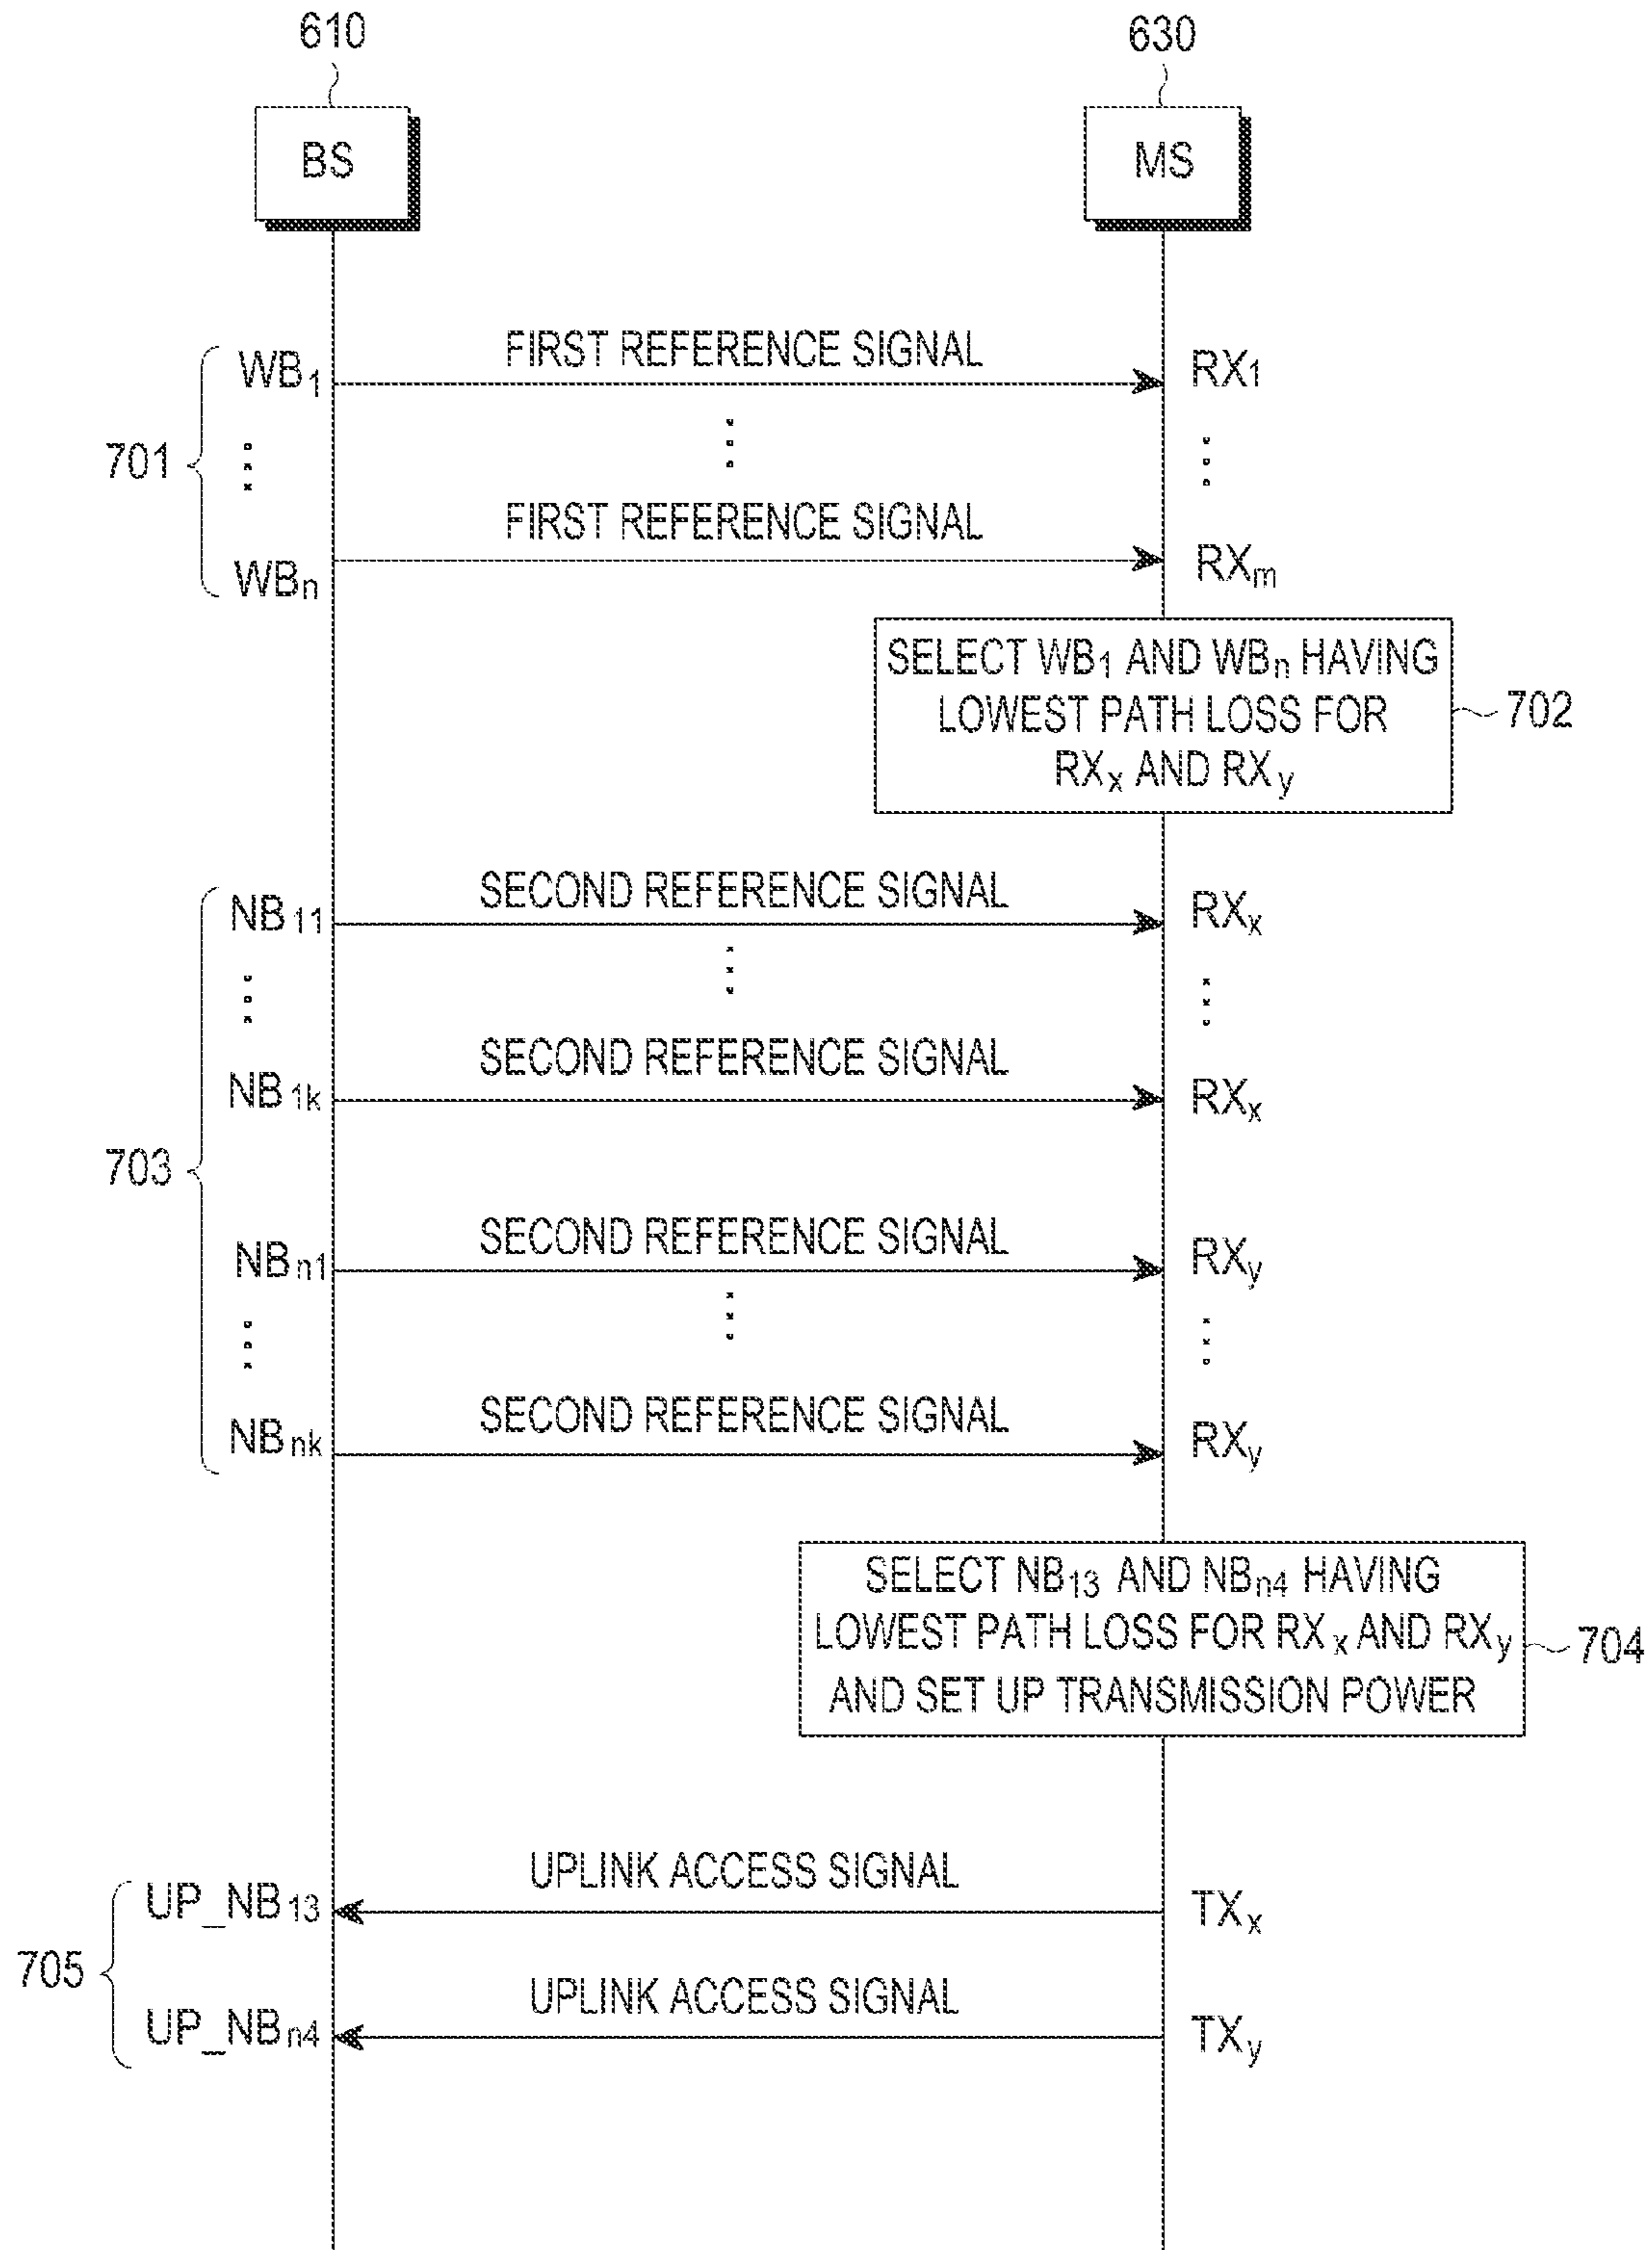 610
630
BS
MS
WB1
FIRST REFERENCE SIGNAL
RX1
701
FIRST REFERENCE SIGNAL
WBn
RXm
SELECT WB1 AND WBn HAVING
LOWEST PATH LOSS FOR
RXx AND RXy
702
NB11
SECOND REFERENCE SIGNAL
RXx
NB1k
SECOND REFERENCE SIGNAL
RXx
703
NBn1
SECOND REFERENCE SIGNAL
RXy
NBnk
SECOND REFERENCE SIGNAL
RXy
SELECT NB13 AND NBn4 HAVING
LOWEST PATH LOSS FOR RXx AND RXy
AND SET UP TRANSMISSION POWER
704
UP_NB13
UPLINK ACCESS SIGNAL
TXx
705
UP_NBn4
UPLINK ACCESS SIGNAL
TXy